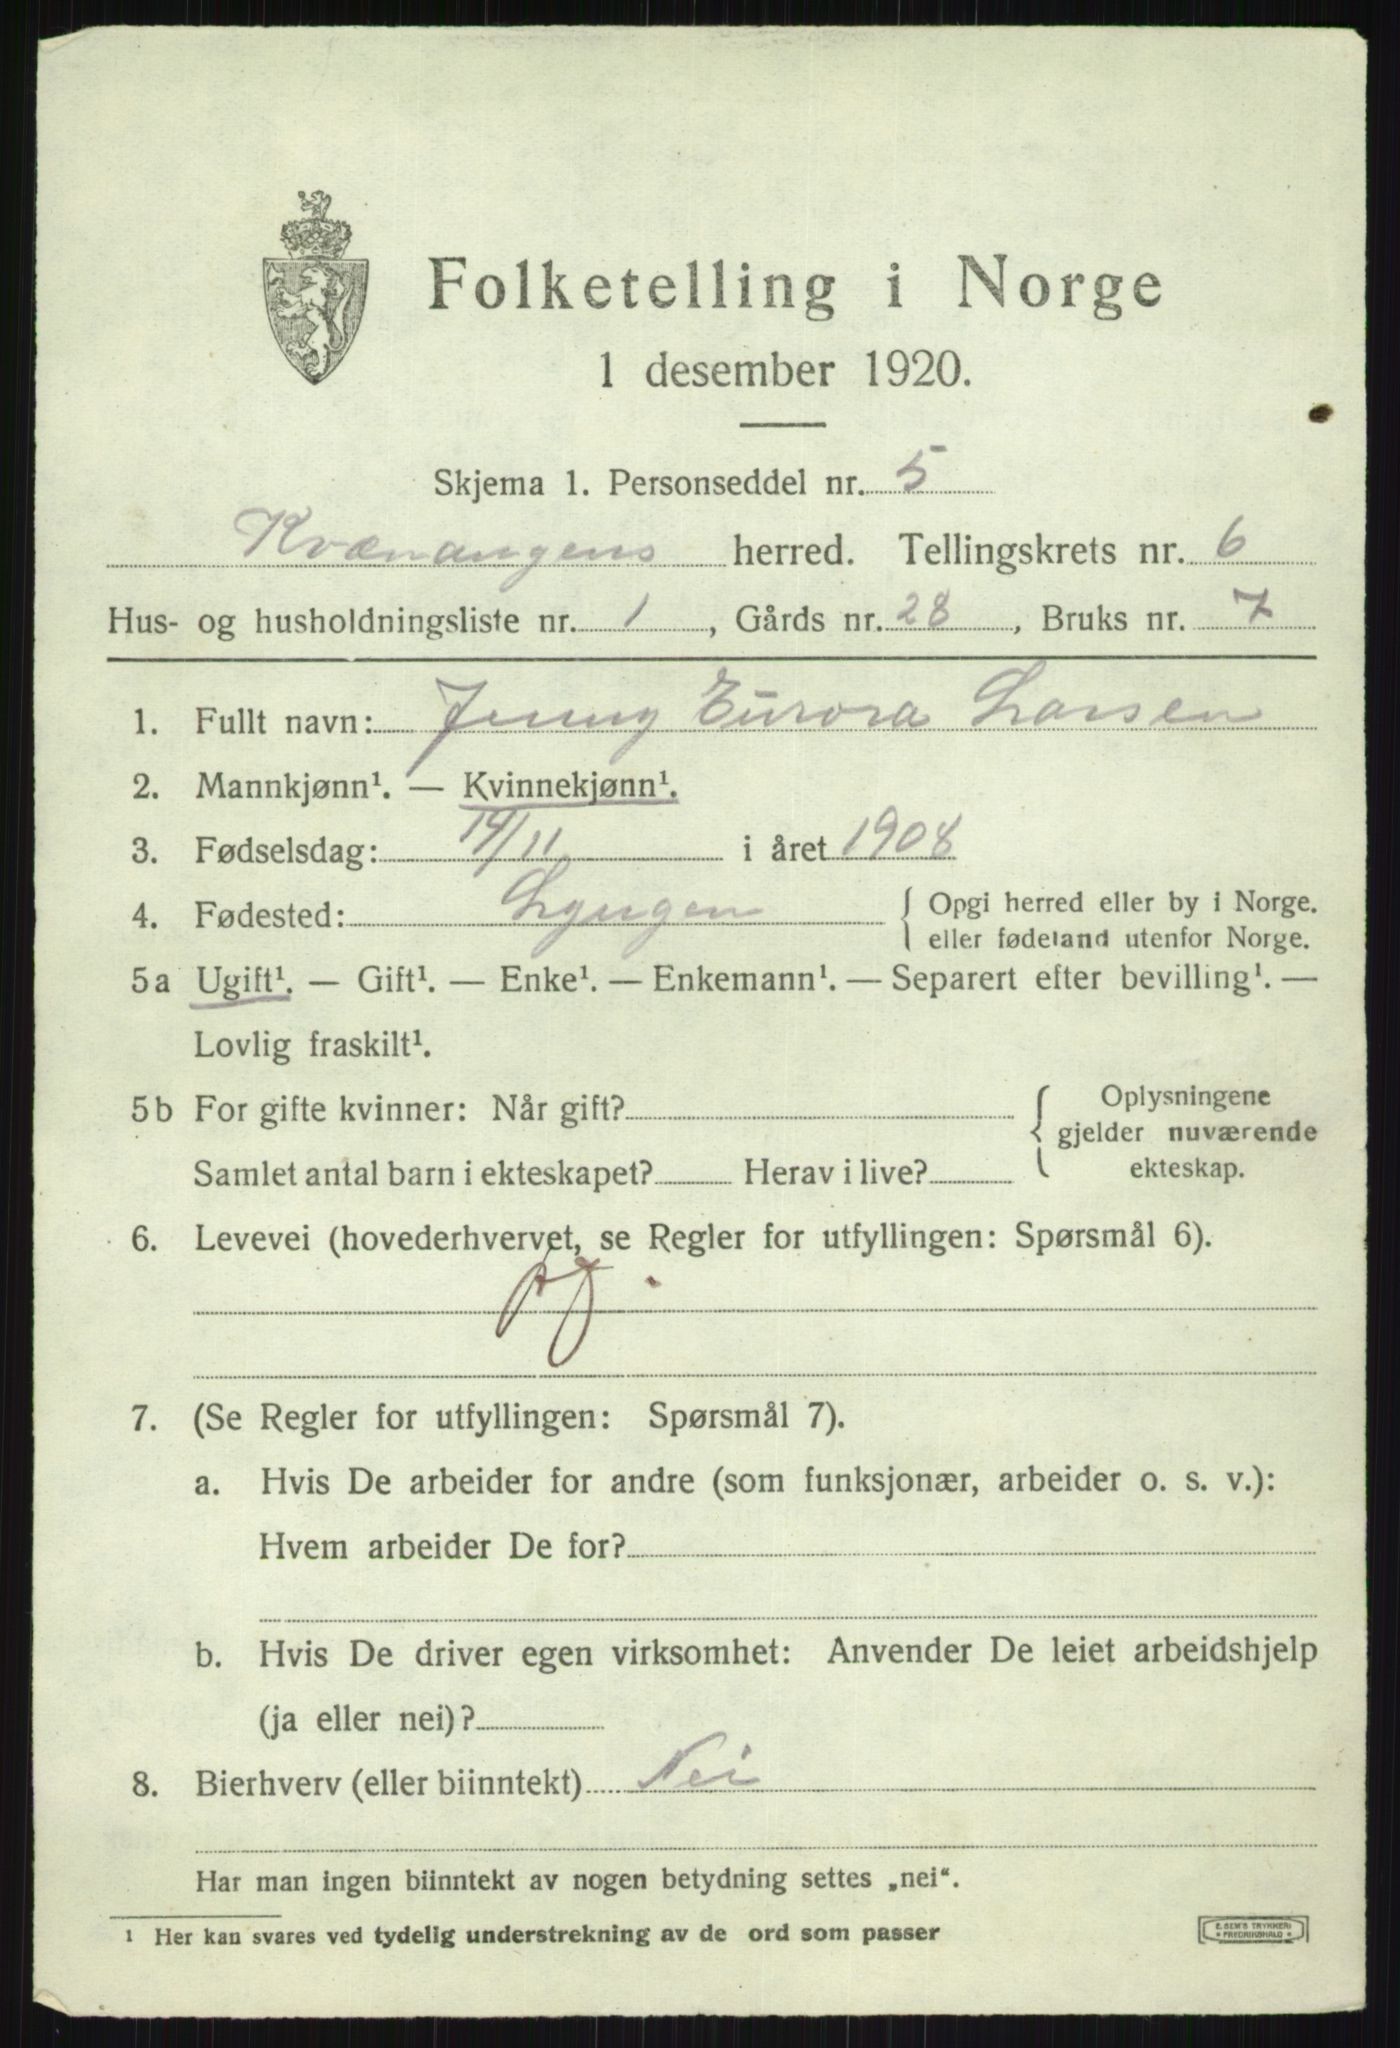 Folketelling i Norge
1 desember 1920.
Skjema 1. Personseddel nr. 5
Kvænangens herred. Tellingskrets nr. 6
Hus- og husholdningsliste nr. 1, Gårds nr. 28, Bruks nr. 7
1. Fullt navn: Jenny Eurora Larsen
2. Mannkjønn¹. — Kvinnekjønn¹.
3. Fødselsdag: 14/11 i året 1908
4. Fødested: Lyngen { Opgi herred eller by i Norge.
eller fødeland utenfor Norge.
5a Ugift¹. — Gift¹. — Enke¹. — Enkemann¹. — Separert efter bevilling¹. —
Lovlig fraskilt¹.
5b For gifte kvinner: Når gift? { Oplysningene
gjelder nuværende
Samlet antal barn i ekteskapet? Herav i live? ekteskap.
6. Levevei (hovederhvervet, se Regler for utfyllingen: Spørsmål 6).
7. (Se Regler for utfyllingen: Spørsmål 7).
a. Hvis De arbeider for andre (som funksjonær, arbeider o. s. v.):
Hvem arbeider De for?
b. Hvis De driver egen virksomhet: Anvender De leiet arbeidshjelp
(ja eller nei)?
8. Bierhverv (eller biinntekt) Nei
Har man ingen biinntekt av nogen betydning settes „nei“.
¹ Her kan svares ved tydelig understrekning av de ord som passer
E. SEM'S TRYKKERI
FREDRIKSHALD